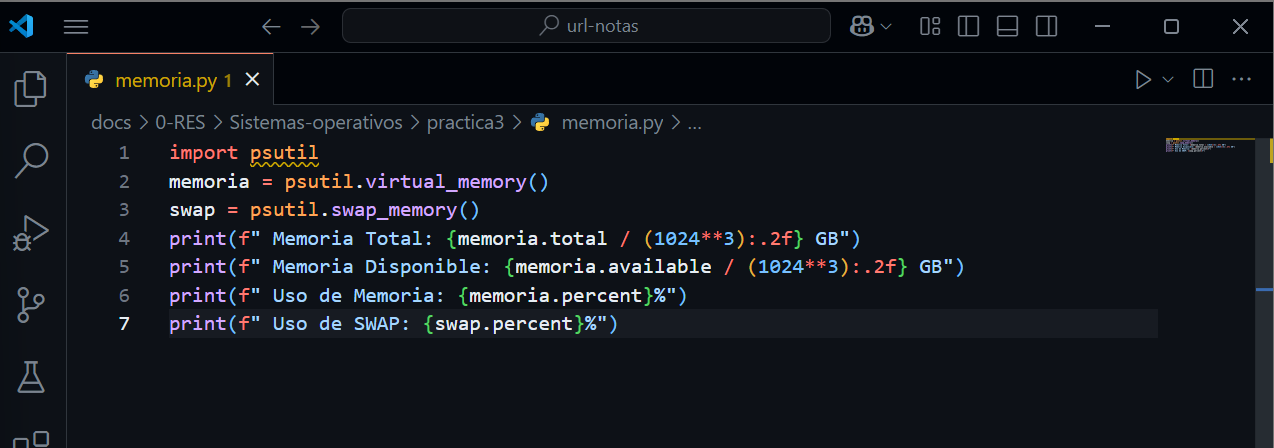 url-notas
memoria.py 1
docs > 0-RES > Sistemas-operativos > practica3 > memoria.py > ...
1 import psutil
2 memoria = psutil.virtual_memory()
3 swap = psutil.swap_memory()
4 print(f" Memoria Total: {memoria.total / (1024**3):.2f} GB")
5 print(f" Memoria Disponible: {memoria.available / (1024**3):.2f} GB")
6 print(f" Uso de Memoria: {memoria.percent}%")
7 print(f" Uso de SWAP: {swap.percent}%")